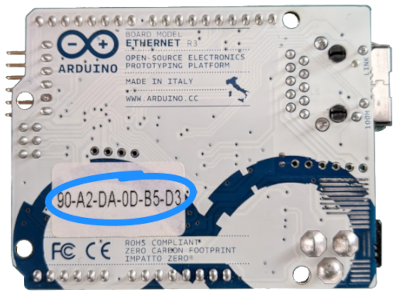 BOARD MODEL
ETHERNET R3
ARDUINO
OPEN-SOURCE ELECTRONICS
PROTOTYPING PLATFORM
MADE IN ITALY
WWW.ARDUINO.CC
LINK
100M
90-A2-DA-0D-B5-D3
FC CE
ROHS COMPLIANT
ZERO CARBON FOOTPRINT
IMPATTO ZERO®